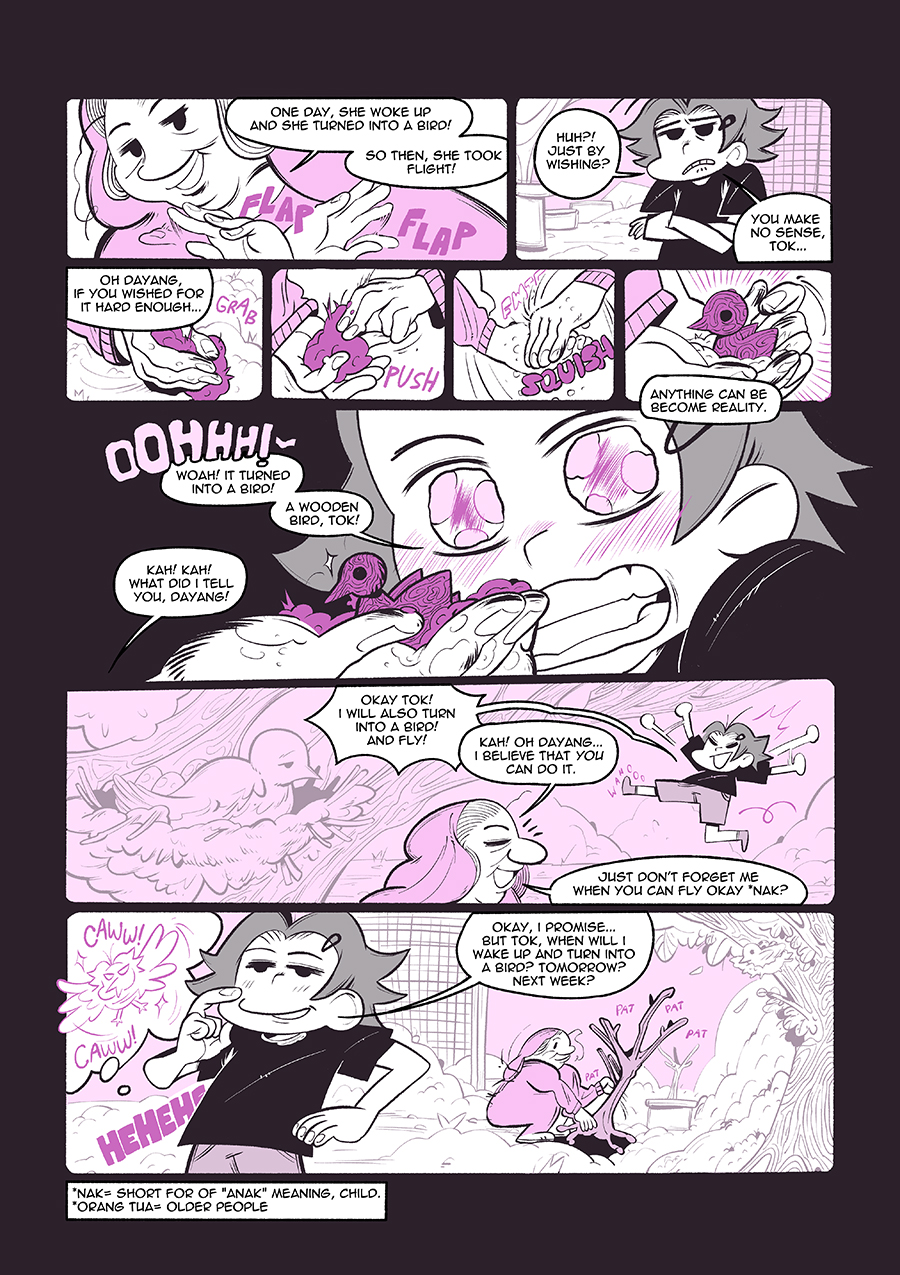 ONE DAY, SHE WOKE UP
AND SHE TURNED INTO A BIRD!
SO THEN, SHE TOOK
FLIGHT!
FLAP
FLAP
HUH?!
JUST BY
WISHING?
YOU MAKE
NO SENSE,
TOK...
OH DAYANG,
IF YOU WISHED FOR
IT HARD ENOUGH...
GRAB
PUSH
SQUISH
ANYTHING CAN BE
BECOME REALITY.
OOHHH!~
WOAH! IT TURNED
INTO A BIRD!
A WOODEN
BIRD, TOK!
KAH! KAH!
WHAT DID I TELL
YOU, DAYANG!
OKAY TOK!
I WILL ALSO TURN
INTO A BIRD!
AND FLY!
KAH! OH DAYANG...
I BELIEVE THAT YOU
CAN DO IT.
WAHOOO
JUST DON'T FORGET ME
WHEN YOU CAN FLY OKAY *NAK?
CAWW!
CAWW!
HEHEHE
OKAY, I PROMISE...
BUT TOK, WHEN WILL I
WAKE UP AND TURN INTO
A BIRD? TOMORROW?
NEXT WEEK?
PAT
PAT
PAT
PAT
*NAK= SHORT FOR OF "ANAK" MEANING, CHILD.
*ORANG TUA= OLDER PEOPLE